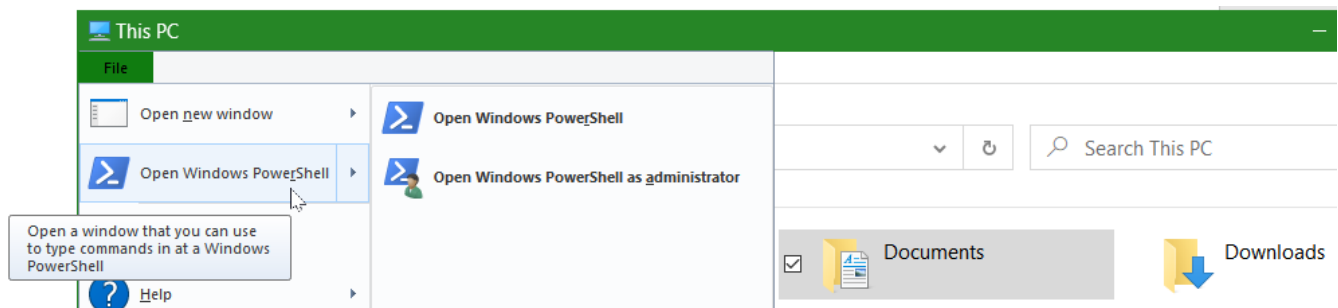 This PC
File
Open new window
Open Windows PowerShell
Open Windows PowerShell
Open Windows PowerShell as administrator
Open a window that you can use
to type commands in at a Windows
PowerShell
Help
Search This PC
Documents
Downloads